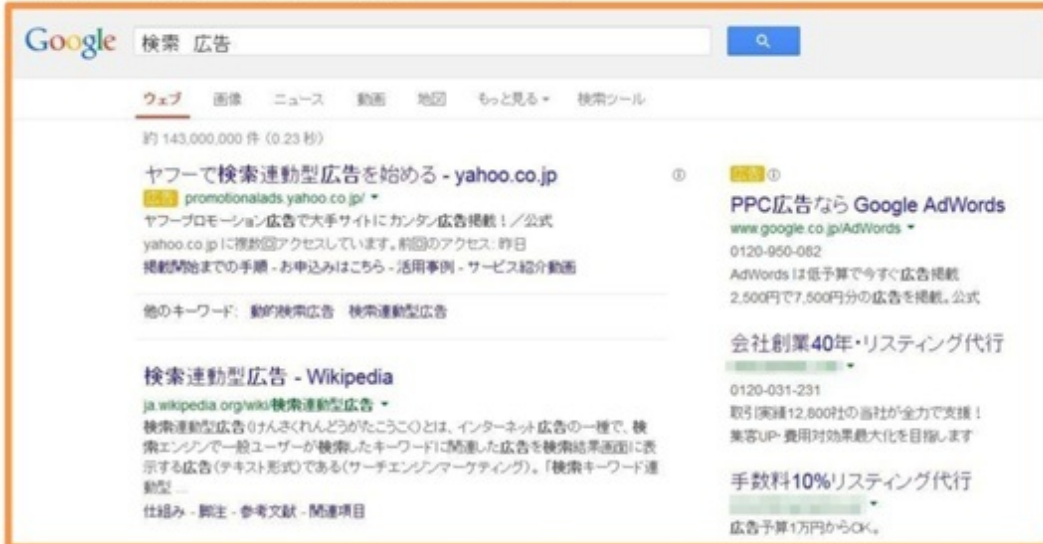 Google 検索 広告
ウェブ 画像 ニュース 動画 地図 もっと見る 検索ツール
約 143,000,000 件 (0.23 秒)
ヤフーで検索連動型広告を始める - yahoo.co.jp
広告 promotionalads.yahoo.co.jp/
ヤフープロモーション広告で大手サイトにカンタン広告掲載！／公式
yahoo.co.jp に複数回アクセスしています。前回のアクセス: 昨日
掲載開始までの手順 - お申込みはこちら - 活用事例 - サービス紹介動画
他のキーワード: 動的検索広告 検索連動型広告
検索連動型広告 - Wikipedia
ja.wikipedia.org/wiki/検索連動型広告
検索連動型広告(けんさくれんどうがたこうこく)とは、インターネット広告の一種で、検
索エンジンで一般ユーザーが検索したキーワードに関連した広告を検索結果画面に表
示する広告(テキスト形式)である(サーチエンジンマーケティング)。「検索キーワード連
動型 ...
仕組み - 脚注 - 参考文献 - 関連項目
広告
PPC広告なら Google AdWords
www.google.co.jp/AdWords
0120-950-082
AdWords は低予算で今すぐ広告掲載
2,500円で7,500円分の広告を掲載。公式
会社創業40年・リスティング代行
0120-031-231
取引実績12,800社の当社が全力で支援！
集客UP・費用対効果最大化を目指します
手数料10%リスティング代行
広告予算1万円からOK。